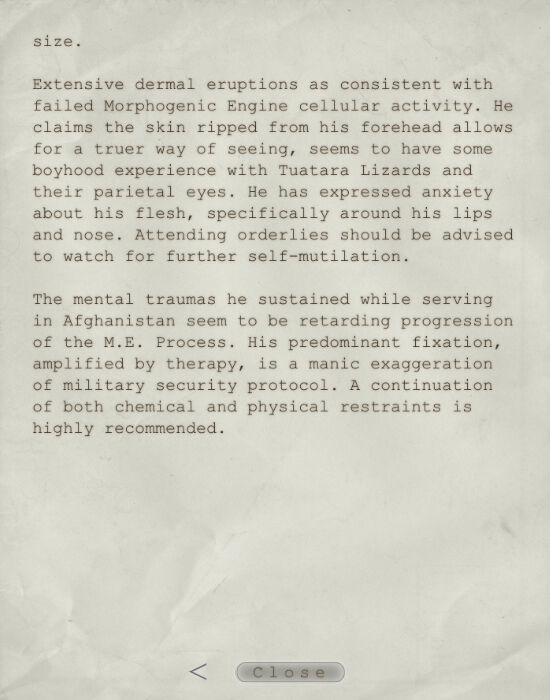 size.
Extensive dermal eruptions as consistent with
failed Morphogenic Engine cellular activity. He
claims the skin ripped from his forehead allows
for a truer way of seeing, seems to have some
boyhood experience with Tuatara Lizards and
their parietal eyes. He has expressed anxiety
about his flesh, specifically around his lips
and nose. Attending orderlies should be advised
to watch for further self-mutilation.
The mental traumas he sustained while serving
in Afghanistan seem to be retarding progression
of the M.E. Process. His predominant fixation,
amplified by therapy, is a manic exaggeration
of military security protocol. A continuation
of both chemical and physical restraints is
highly recommended.
< Close